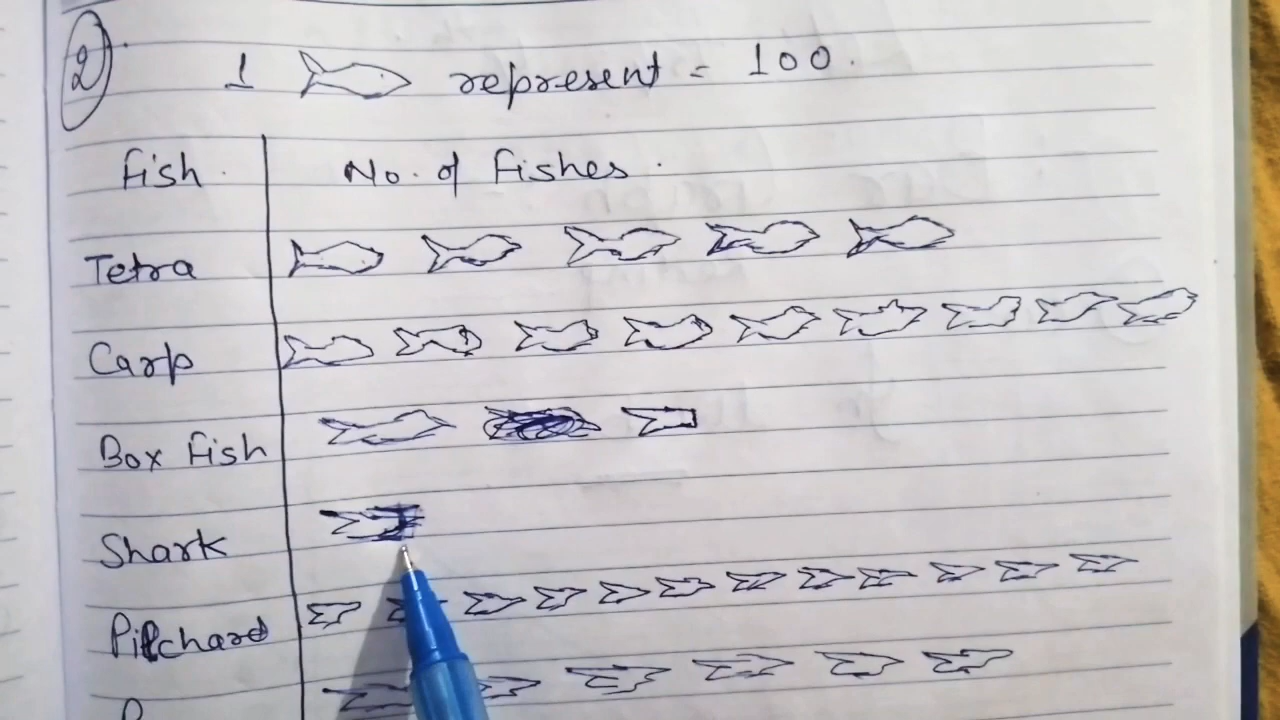 2
1 represent = 100.
Fish. No. of Fishes.
Tetra
Carp
Box Fish
Shark
Pilchard